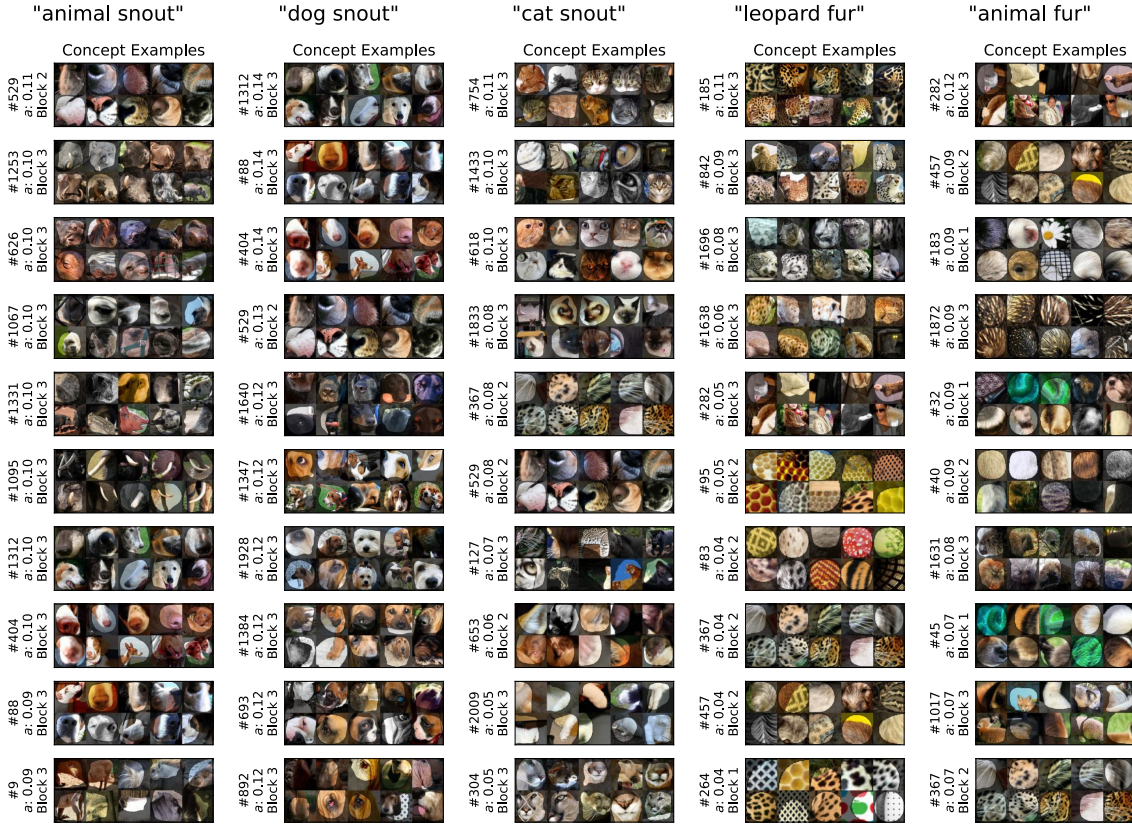 "animal snout"
Concept Examples
#529
a: 0.11
Block 2
#1253
a: 0.10
Block 3
#626
a: 0.10
Block 3
#1067
a: 0.10
Block 3
#1331
a: 0.10
Block 3
#1095
a: 0.10
Block 3
#1312
a: 0.10
Block 3
#404
a: 0.10
Block 3
#88
a: 0.09
Block 3
#9
a: 0.09
Block 3
"dog snout"
Concept Examples
#1312
a: 0.14
Block 3
#88
a: 0.14
Block 3
#404
a: 0.14
Block 3
#529
a: 0.13
Block 2
#1640
a: 0.12
Block 3
#1347
a: 0.12
Block 3
#1928
a: 0.12
Block 3
#1384
a: 0.12
Block 3
#693
a: 0.12
Block 3
#892
a: 0.12
Block 3
"cat snout"
Concept Examples
#754
a: 0.11
Block 3
#1433
a: 0.10
Block 3
#618
a: 0.10
Block 3
#1833
a: 0.08
Block 3
#367
a: 0.08
Block 2
#529
a: 0.08
Block 2
#127
a: 0.07
Block 3
#653
a: 0.06
Block 2
#2009
a: 0.05
Block 3
#304
a: 0.05
Block 3
"leopard fur"
Concept Examples
#185
a: 0.11
Block 3
#842
a: 0.09
Block 3
#1696
a: 0.08
Block 3
#1638
a: 0.06
Block 3
#282
a: 0.05
Block 3
#95
a: 0.05
Block 2
#83
a: 0.04
Block 2
#367
a: 0.04
Block 2
#457
a: 0.04
Block 2
#264
a: 0.04
Block 1
"animal fur"
Concept Examples
#282
a: 0.12
Block 3
#457
a: 0.09
Block 2
#183
a: 0.09
Block 1
#1872
a: 0.09
Block 3
#32
a: 0.09
Block 1
#40
a: 0.09
Block 2
#1631
a: 0.08
Block 3
#45
a: 0.07
Block 1
#1017
a: 0.07
Block 3
#367
a: 0.07
Block 2